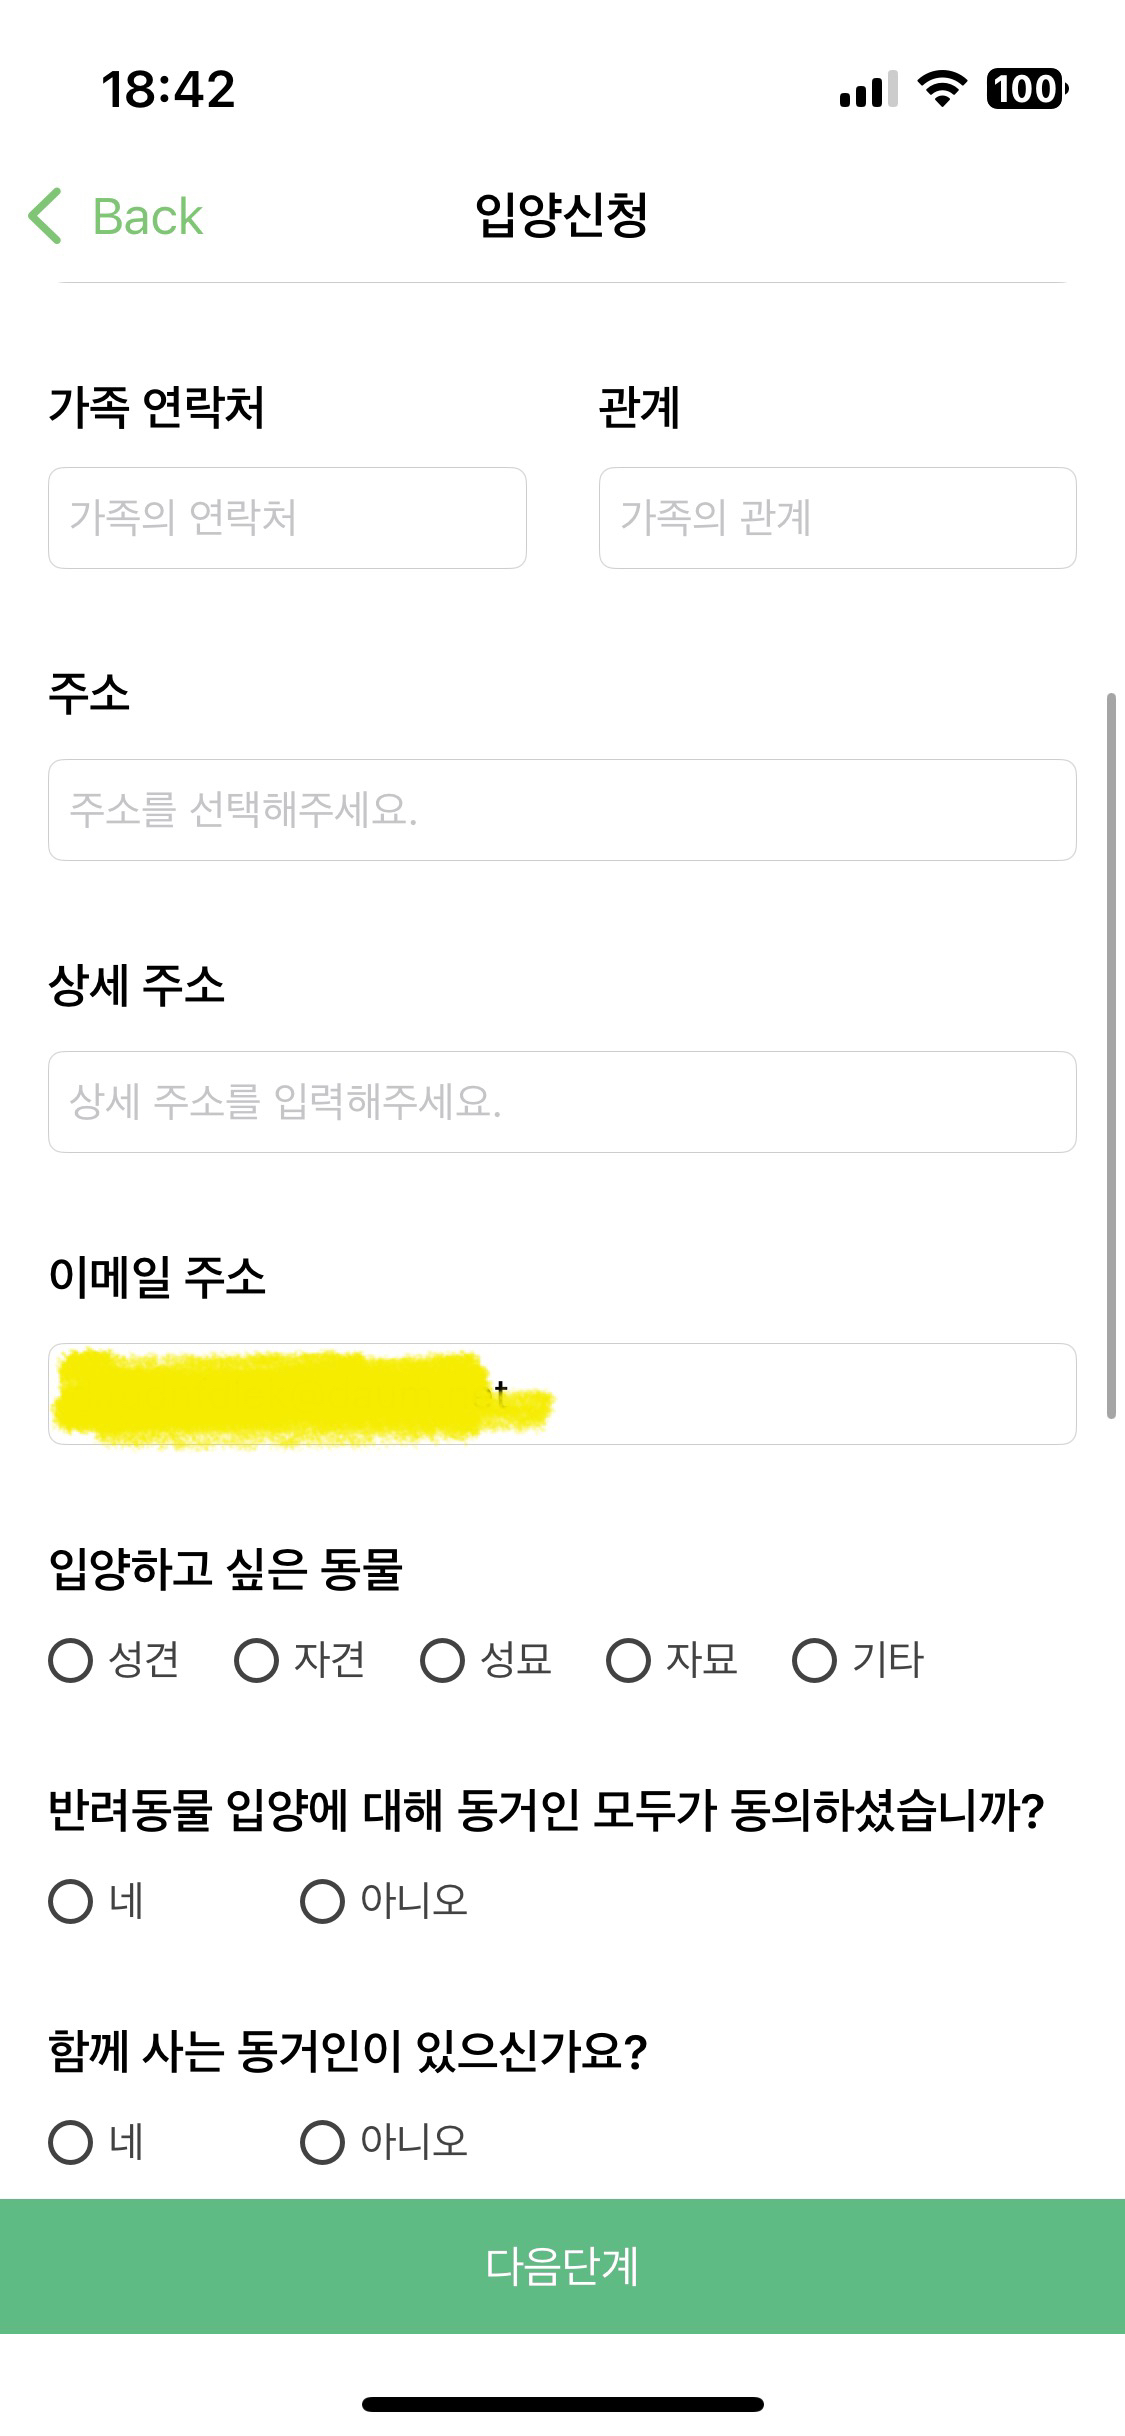 18:42
100
Back
입양신청
가족 연락처 관계
가족의 연락처 가족의 관계
주소
주소를 선택해주세요.
상세 주소
상세 주소를 입력해주세요.
이메일 주소
입양하고 싶은 동물
성견 자견 성묘 자묘 기타
반려동물 입양에 대해 동거인 모두가 동의하셨습니까?
네 아니오
함께 사는 동거인이 있으신가요?
네 아니오
다음단계